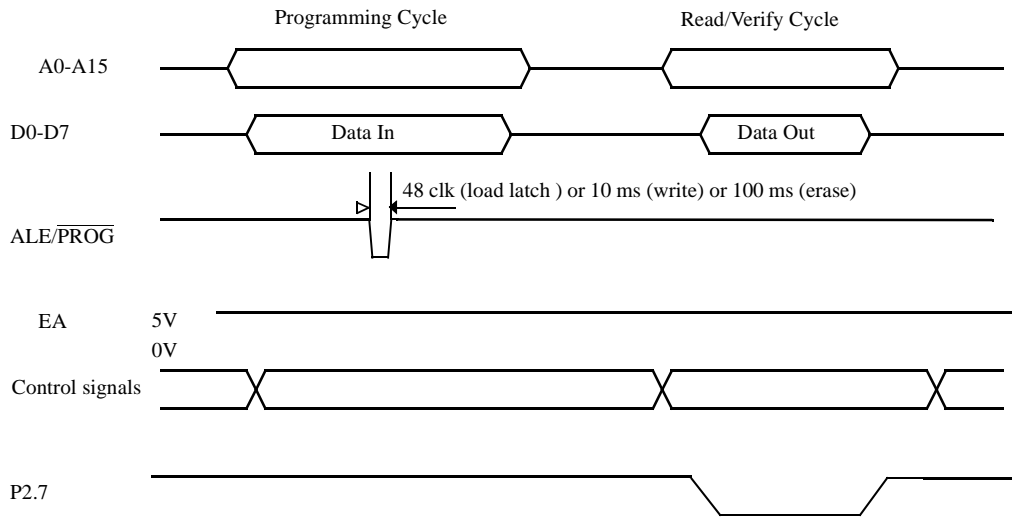 Programming Cycle
Read/Verify Cycle
A0-A15
D0-D7
Data In
Data Out
48 clk (load latch ) or 10 ms (write) or 100 ms (erase)
ALE/PROG
EA
5V
0V
Control signals
P2.7